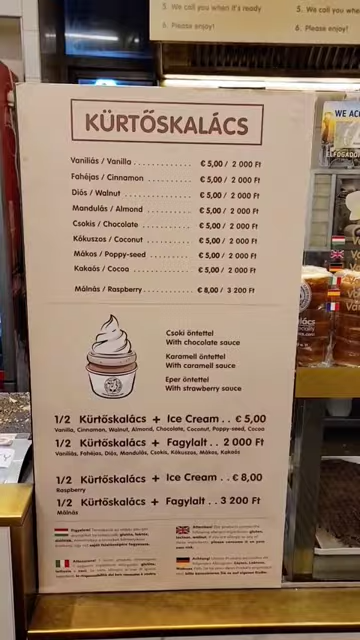 5. We call you when it's ready
6. Please enjoy!
5. We call you when
6. Please enjoy!
WE AC
KÜRTŐSKALÁCS
Vaníliás / Vanilla . . . . . . . . . . . . € 5,00 / 2 000 Ft
Fahéjas / Cinnamon . . . . . . . . . . € 5,00 / 2 000 Ft
Diós / Walnut . . . . . . . . . . . . € 5,00 / 2 000 Ft
Mandulás / Almond . . . . . . . . . . € 5,00 / 2 000 Ft
Csokis / Chocolate . . . . . . . . . . € 5,00 / 2 000 Ft
Kókuszos / Coconut . . . . . . . . . . € 5,00 / 2 000 Ft
Mákos / Poppy-seed . . . . . . . . . . € 5,00 / 2 000 Ft
Kakaós / Cocoa . . . . . . . . . . . . € 5,00 / 2 000 Ft
Málnás / Raspberry . . . . . . . . . . € 8,00 / 3 200 Ft
Csoki öntettel
With chocolate sauce
Karamell öntettel
With caramell sauce
Eper öntettel
With strawberry sauce
1/2 Kürtőskalács + Ice Cream . . € 5,00
Vanilla, Cinnamon, Walnut, Almond, Chocolate, Coconut, Poppy-seed, Cocoa
1/2 Kürtőskalács + Fagylalt . . 2 000 Ft
Vaníliás, Fahéjas, Diós, Mandulás, Csokis, Kókuszos, Mákos, Kakaós
1/2 Kürtőskalács + Ice Cream . . € 8,00
Raspberry
1/2 Kürtőskalács + Fagylalt . . 3 200 Ft
Málnás